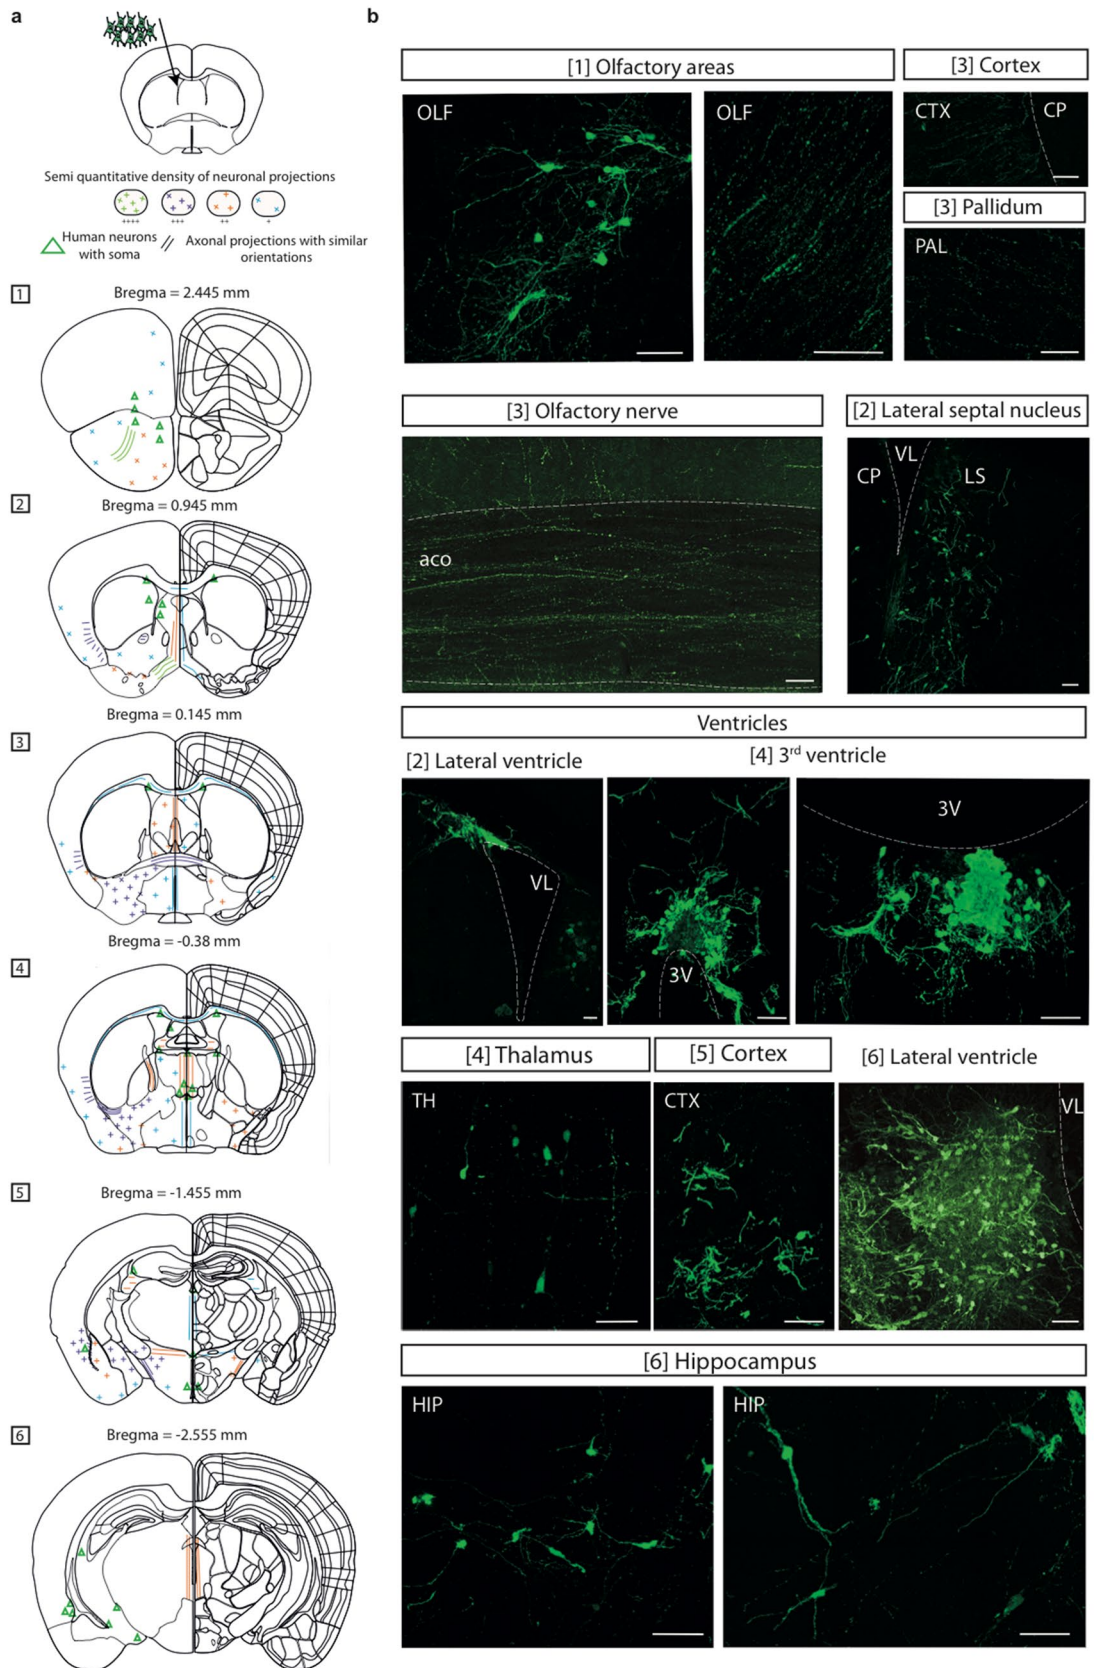 a
Semi quantitative density of neuronal projections
++++ +++ ++ +
Human neurons
with soma
Axonal projections with similar
orientations
1
Bregma = 2.445 mm
2
Bregma = 0.945 mm
Bregma = 0.145 mm
3
Bregma = -0.38 mm
4
5
Bregma = -1.455 mm
6
Bregma = -2.555 mm
b
[1] Olfactory areas
[3] Cortex
OLF
OLF
CTX
CP
[3] Pallidum
PAL
[3] Olfactory nerve
[2] Lateral septal nucleus
aco
CP
VL
LS
Ventricles
[2] Lateral ventricle
[4] 3rd ventricle
VL
3V
3V
[4] Thalamus
[5] Cortex
[6] Lateral ventricle
TH
CTX
VL
[6] Hippocampus
HIP
HIP